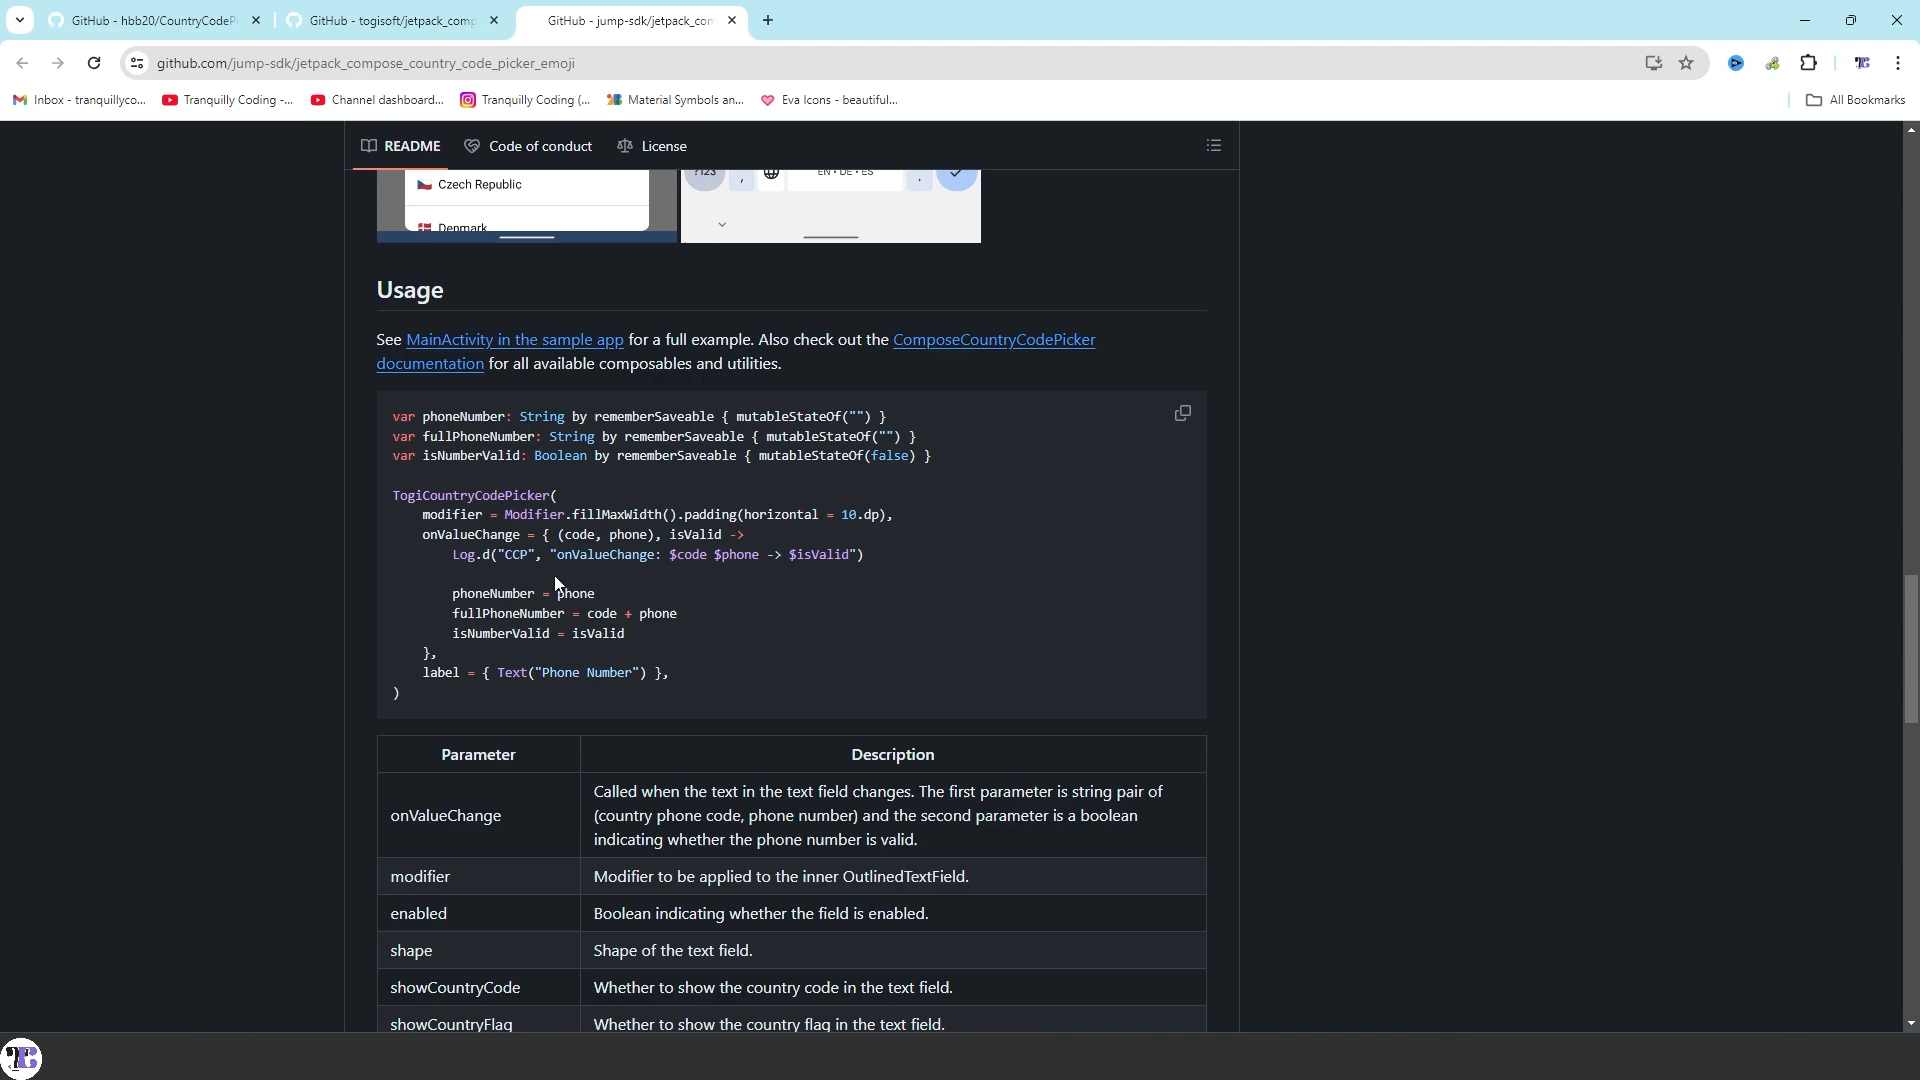 GitHub - hbb20/CountryCodePi
GitHub - togisoft/jetpack_comp
GitHub - jump-sdk/jetpack_com
github.com/jump-sdk/jetpack_compose_country_code_picker_emoji
Inbox - tranquillyco...
Tranquilly Coding -...
Channel dashboard...
Tranquilly Coding (...
Material Symbols an...
Eva Icons - beautiful...
All Bookmarks
README
Code of conduct
License
Czech Republic
?123 , EN • DE • ES .
Denmark
Usage
See MainActivity in the sample app for a full example. Also check out the ComposeCountryCodePicker
documentation for all available composables and utilities.
var phoneNumber: String by rememberSaveable { mutableStateOf("") }
var fullPhoneNumber: String by rememberSaveable { mutableStateOf("") }
var isNumberValid: Boolean by rememberSaveable { mutableStateOf(false) }
TogiCountryCodePicker(
modifier = Modifier.fillMaxWidth().padding(horizontal = 10.dp),
onValueChange = { (code, phone), isValid ->
Log.d("CCP", "onValueChange: $code $phone -> $isValid")
phoneNumber = phone
fullPhoneNumber = code + phone
isNumberValid = isValid
},
label = { Text("Phone Number") },
)
Parameter
Description
onValueChange
Called when the text in the text field changes. The first parameter is string pair of
(country phone code, phone number) and the second parameter is a boolean
indicating whether the phone number is valid.
modifier
Modifier to be applied to the inner OutlinedTextField.
enabled
Boolean indicating whether the field is enabled.
shape
Shape of the text field.
showCountryCode
Whether to show the country code in the text field.
showCountryFlag
Whether to show the country flag in the text field.
TC